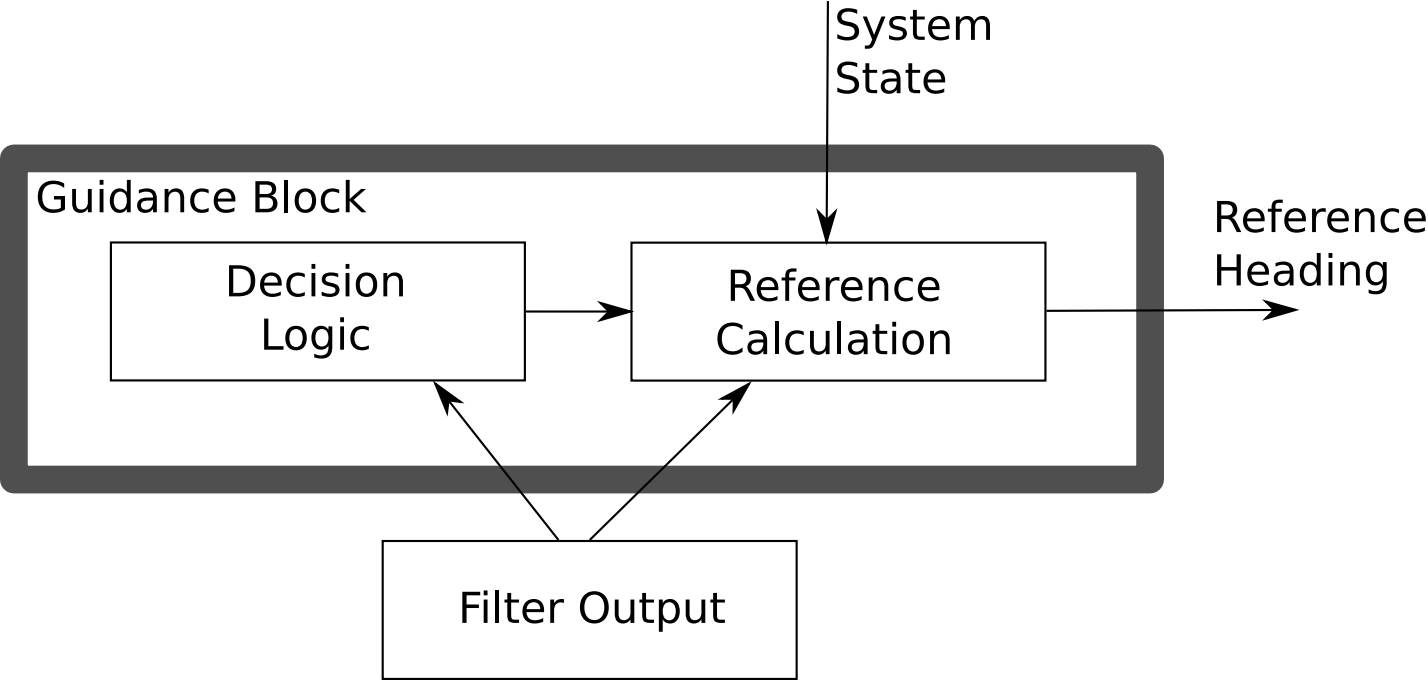 System
State
Guidance Block
Reference
Heading
Decision
Logic
Reference
Calculation
Filter Output